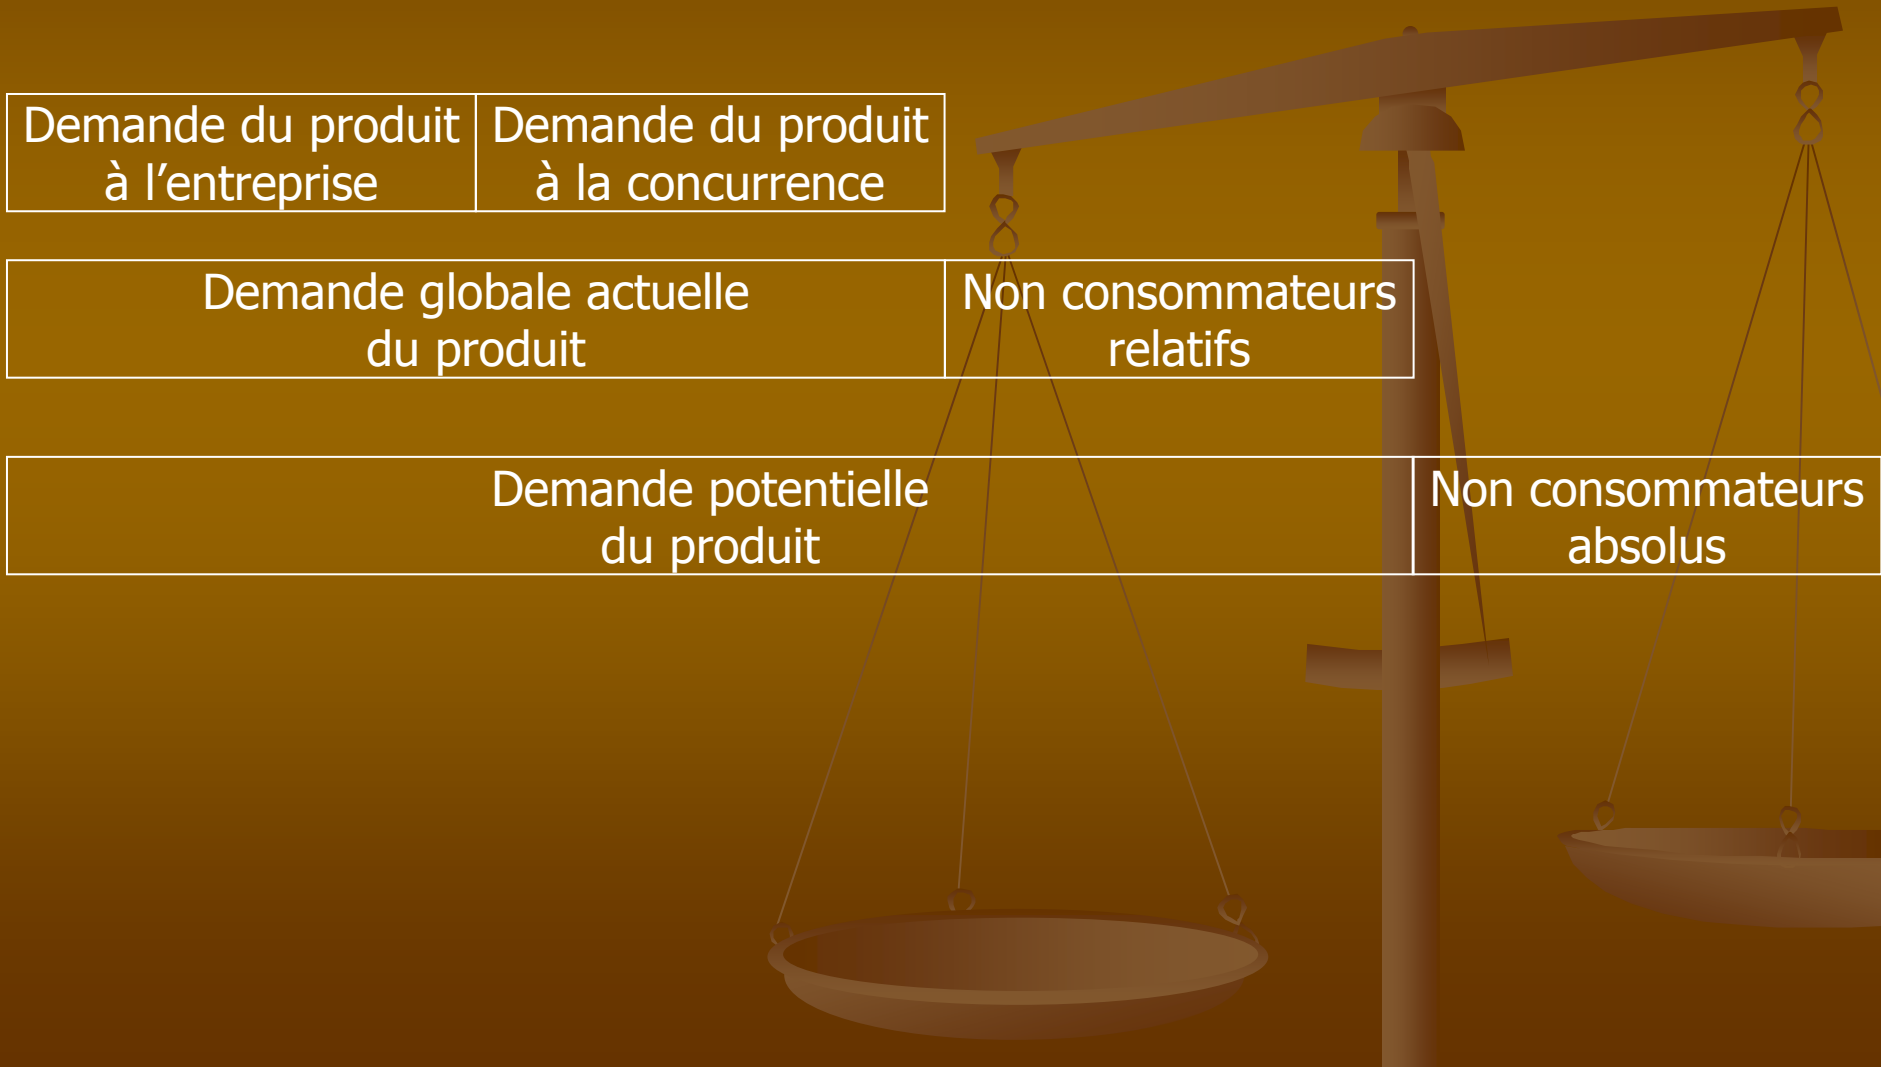 Demande du produit
à l’entreprise
Demande du produit
à la concurrence
Demande globale actuelle
du produit
Non consommateurs
relatifs
Demande potentielle
du produit
Non consommateurs
absolus